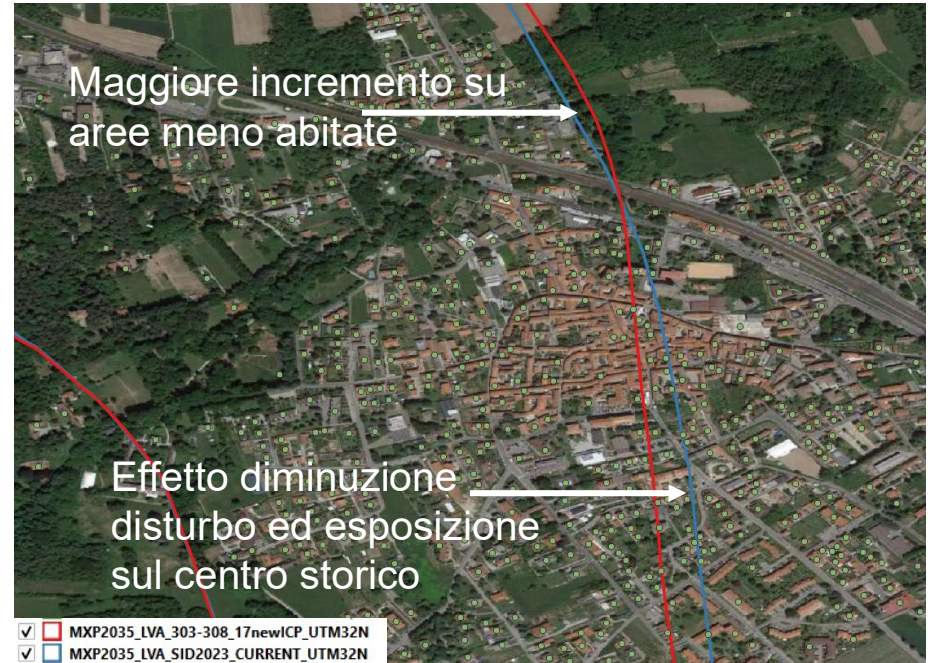 Maggiore incremento su
aree meno abitate
Effetto diminuzione
disturbo ed esposizione
sul centro storico
MXP2035_LVA_303-308_17newICP_UTM32N
MXP2035_LVA_SID2023_CURRENT_UTM32N